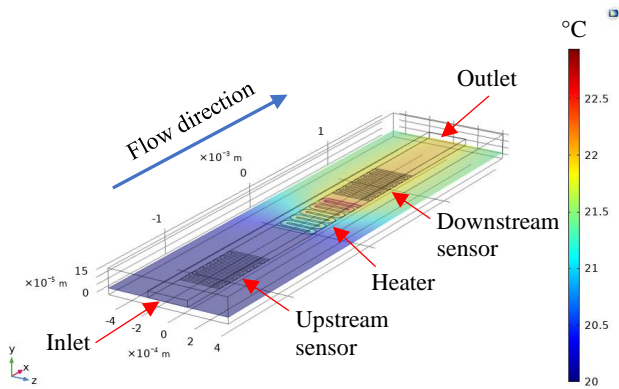 °C
Outlet
Flow direction
×10⁻³ m
1
0
-1
22.5
22
21.5
21
20.5
20
Downstream
sensor
Heater
Upstream
sensor
Inlet
15
×10⁻⁵ m
0
-4
-2
0
2
4
×10⁻⁴ m
y
x
z